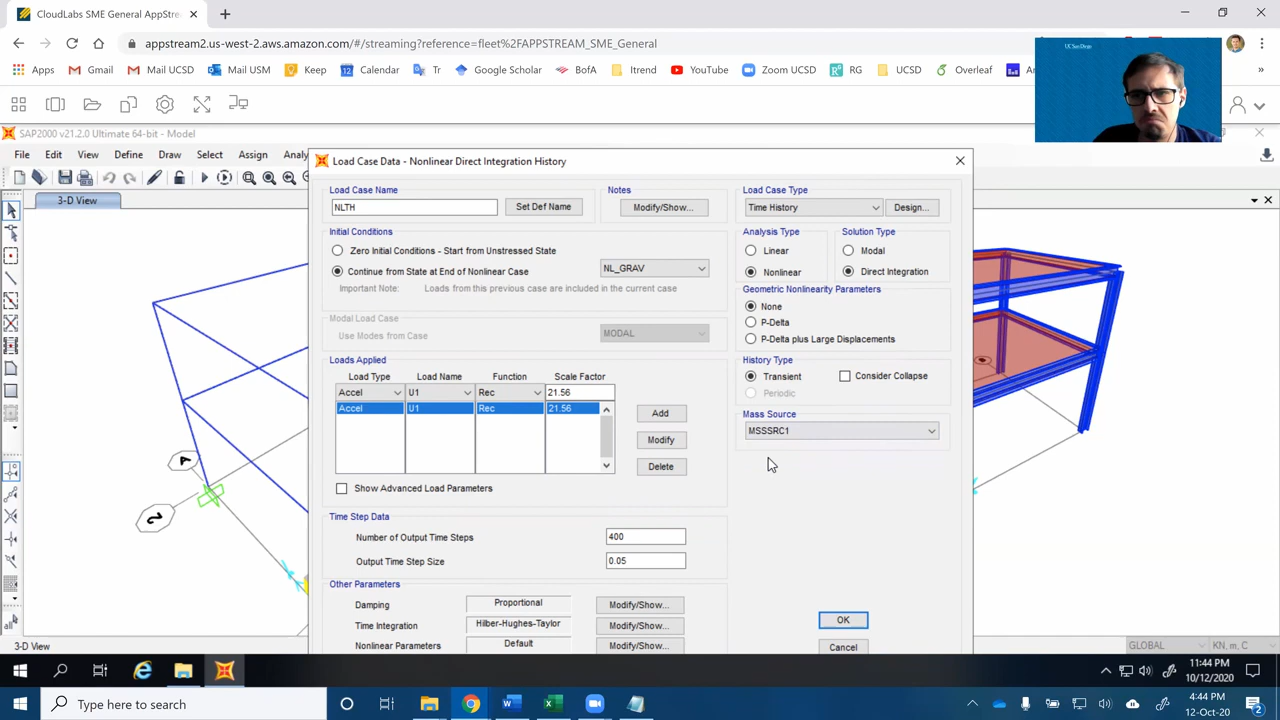 CloudLabs SME General AppStre
appstream2.us-west-2.aws.amazon.com/#/streaming?reference=fleet%2FAPPSTREAM_SME_General
Apps Gmail Mail UCSD Mail USM Keep Calendar Tr Google Scholar BofA Itrend YouTube Zoom UCSD RG UCSD Overleaf
UC San Diego
SAP2000 v21.2.0 Ultimate 64-bit - Model
File Edit View Define Draw Select Assign
3-D View
Load Case Data - Nonlinear Direct Integration History
Load Case Name
NLTH
Set Def Name
Notes
Modify/Show...
Load Case Type
Time History
Design...
Initial Conditions
Zero Initial Conditions - Start from Unstressed State
Continue from State at End of Nonlinear Case
NL_GRAV
Important Note: Loads from this previous case are included in the current case
Analysis Type
Linear
Nonlinear
Solution Type
Modal
Direct Integration
Geometric Nonlinearity Parameters
None
P-Delta
P-Delta plus Large Displacements
Modal Load Case
Use Modes from Case
MODAL
History Type
Transient
Consider Collapse
Periodic
Loads Applied
Load Type Load Name Function Scale Factor
Accel U1 Rec 21.56
Accel U1 Rec 21.56
Add
Modify
Delete
Show Advanced Load Parameters
Mass Source
MSSSRC1
Time Step Data
Number of Output Time Steps 400
Output Time Step Size 0.05
Other Parameters
Damping Proportional Modify/Show...
Time Integration Hilber-Hughes-Taylor Modify/Show...
Nonlinear Parameters Default Modify/Show...
OK
Cancel
2
3-D View
GLOBAL
KN, m, C
11:44 PM
10/12/2020
Type here to search
4:44 PM
12-Oct-20
2